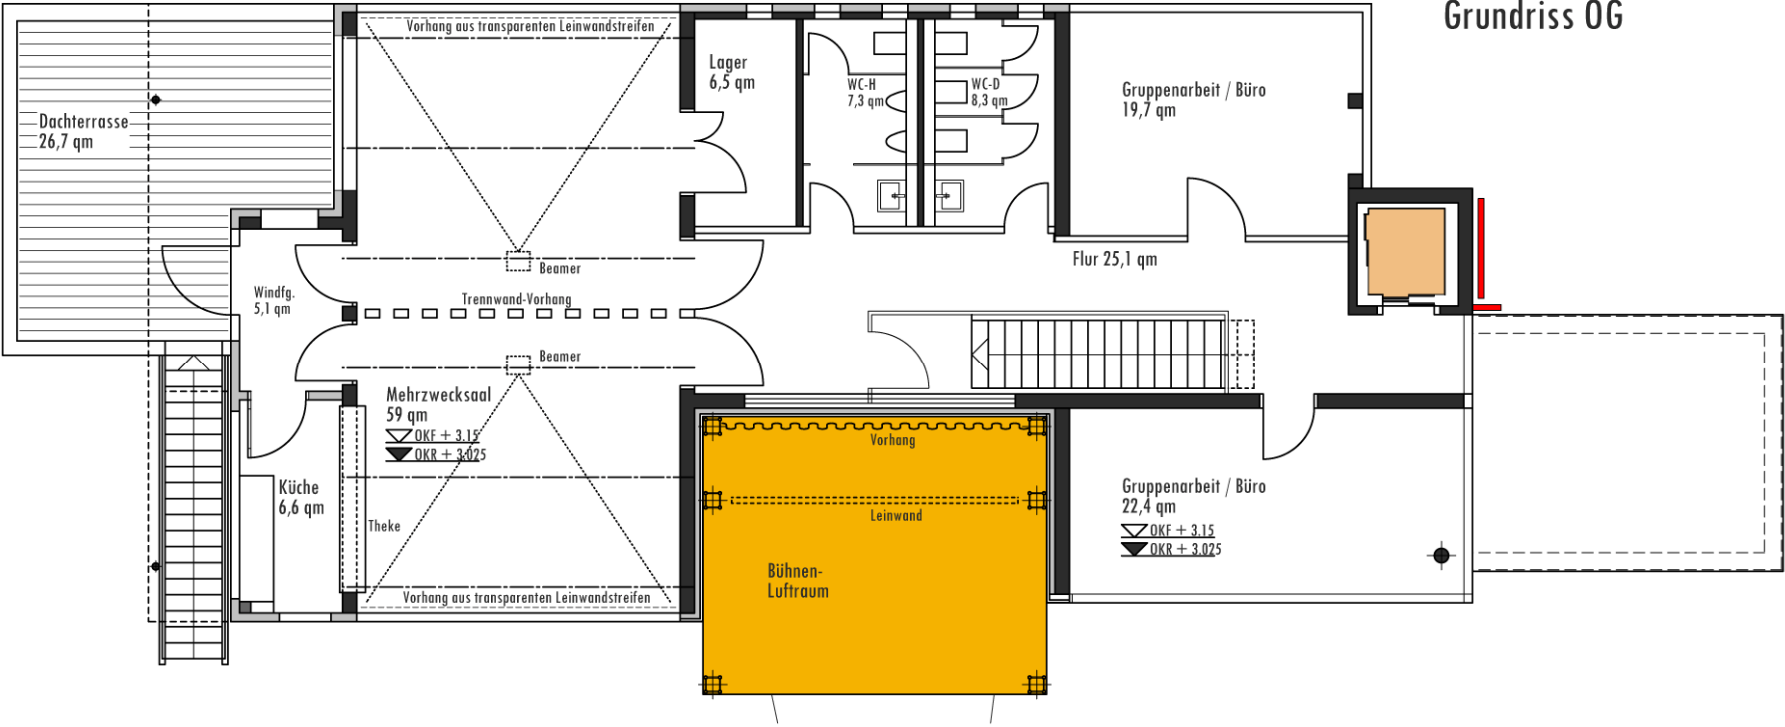 Grundriss OG
Vorhang aus transparenten Leinwandstreifen
Lager
6,5 qm
WC-H
7,3 qm
WC-D
8,3 qm
Gruppenarbeit / Büro
19,7 qm
Dachterrasse
26,7 qm
Flur 25,1 qm
Beamer
Windfg.
5,1 qm
Trennwand-Vorhang
Beamer
Mehrzwecksaal
59 qm
OKF + 3.15
OKR + 3.025
Vorhang
Küche
6,6 qm
Theke
Leinwand
Gruppenarbeit / Büro
22,4 qm
OKF + 3.15
OKR + 3.025
Bühnen-
Luftraum
Vorhang aus transparenten Leinwandstreifen